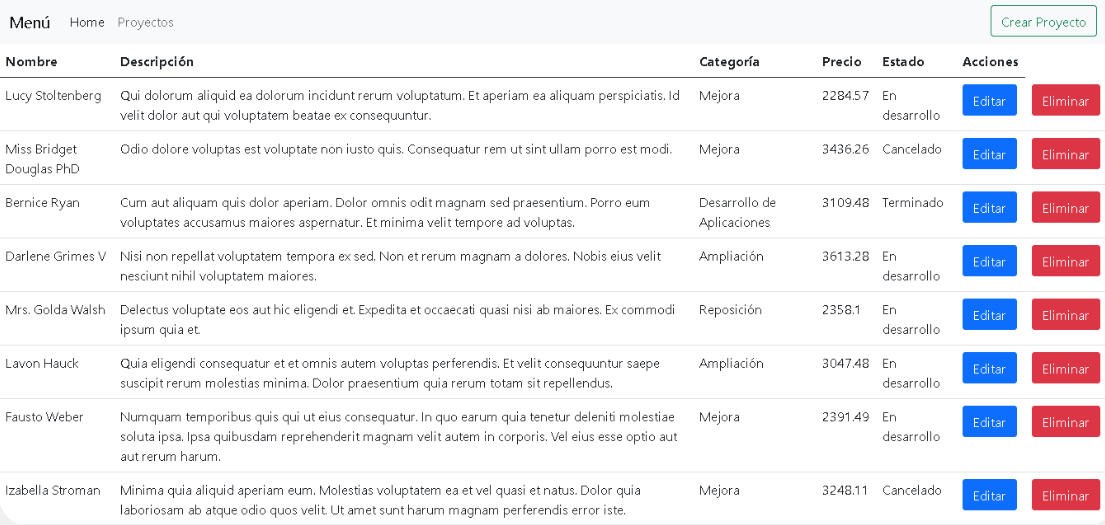 Menú Home Proyectos Crear Proyecto
Nombre Descripción Categoría Precio Estado Acciones
Lucy Stoltenberg Qui dolorum aliquid ea dolorum incidunt rerum voluptatum. Et aperiam ea aliquam perspiciatis. Id Mejora 2284.57 En Editar Eliminar
velit dolor aut qui voluptatem beatae ex consequuntur. desarrollo
Miss Bridget Odio dolore voluptas est voluptate non iusto quis. Consequatur rem ut sint ullam porro est modi. Mejora 3436.26 Cancelado Editar Eliminar
Douglas PhD
Bernice Ryan Cum aut aliquam quis dolor aperiam. Dolor omnis odit magnam sed praesentium. Porro eum Desarrollo de 3109.48 Terminado Editar Eliminar
voluptates accusamus maiores aspernatur. Et minima velit tempore ad voluptas. Aplicaciones
Darlene Grimes V Nisi non repellat voluptatem tempora ex sed. Non et rerum magnam a dolores. Nobis eius velit Ampliación 3613.28 En Editar Eliminar
nesciunt nihil voluptatem maiores. desarrollo
Mrs. Golda Walsh Delectus voluptate eos aut hic eligendi et. Expedita et occaecati quasi nisi ab maiores. Ex commodi Reposición 2358.1 En Editar Eliminar
ipsum quia et. desarrollo
Lavon Hauck Quia eligendi consequatur et et omnis autem voluptas perferendis. Et velit consequuntur saepe Ampliación 3047.48 En Editar Eliminar
suscipit rerum molestias minima. Dolor praesentium quia rerum totam sit repellendus. desarrollo
Fausto Weber Numquam temporibus quis qui ut eius consequatur. In quo earum quia tenetur deleniti molestiae Mejora 2391.49 En Editar Eliminar
soluta ipsa. Ipsa quibusdam reprehenderit magnam velit autem in corporis. Vel eius esse optio aut desarrollo
aut rerum harum.
Izabella Stroman Minima quia aliquid aperiam eum. Molestias voluptatem ea et vel quasi et natus. Dolor quia Mejora 3248.11 Cancelado Editar Eliminar
laboriosam ab atque odio quos velit. Ut amet sunt harum magnam perferendis error iste.